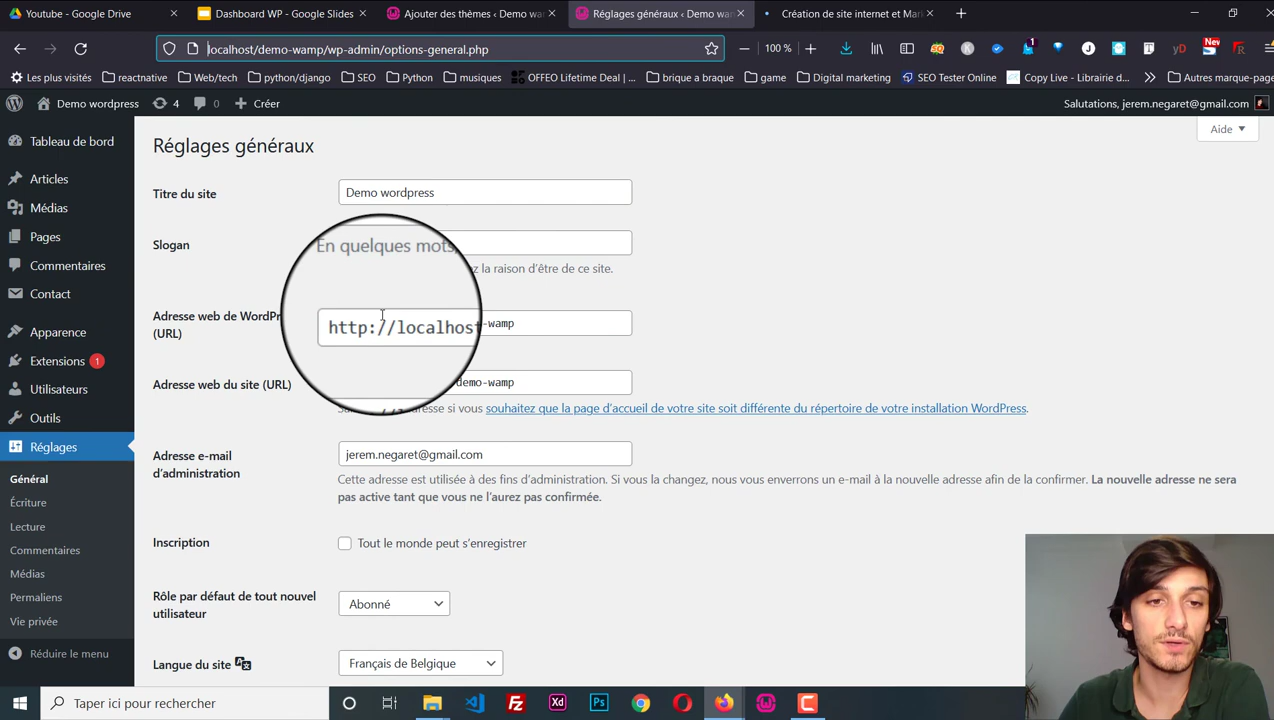 Youtube - Google Drive
Dashboard WP - Google Slides
Ajouter des thèmes ‹ Demo wor
Réglages généraux ‹ Demo war
Création de site internet et Mar
localhost/demo-wamp/wp-admin/options-general.php
100 %
1
J
yD
New
Les plus visités
reactnative
Web/tech
python/django
SEO
Python
musiques
OFFEO Lifetime Deal | ...
brique a braque
game
Digital marketing
SEO Tester Online
Copy Live - Librairie d...
Autres marque-pages
Demo wordpress
4
0
Créer
Salutations, jerem.negaret@gmail.com
Aide
Tableau de bord
Articles
Médias
Pages
Commentaires
Contact
Apparence
Extensions 1
Utilisateurs
Outils
Réglages
Général
Écriture
Lecture
Commentaires
Médias
Permaliens
Vie privée
Réduire le menu
Réglages généraux
Titre du site
Demo wordpress
Slogan
En quelques mots,
z la raison d'être de ce site.
Adresse web de WordPr
(URL)
http://localhost
-wamp
Adresse web du site (URL)
demo-wamp
adresse si vous souhaitez que la page d'accueil de votre site soit différente du répertoire de votre installation WordPress.
Adresse e-mail
d'administration
jerem.negaret@gmail.com
Cette adresse est utilisée à des fins d'administration. Si vous la changez, nous vous enverrons un e-mail à la nouvelle adresse afin de la confirmer. La nouvelle adresse ne sera
pas active tant que vous ne l'aurez pas confirmée.
Inscription
Tout le monde peut s'enregistrer
Rôle par défaut de tout nouvel
utilisateur
Abonné
Langue du site
Français de Belgique
Taper ici pour rechercher
Xd
Ps